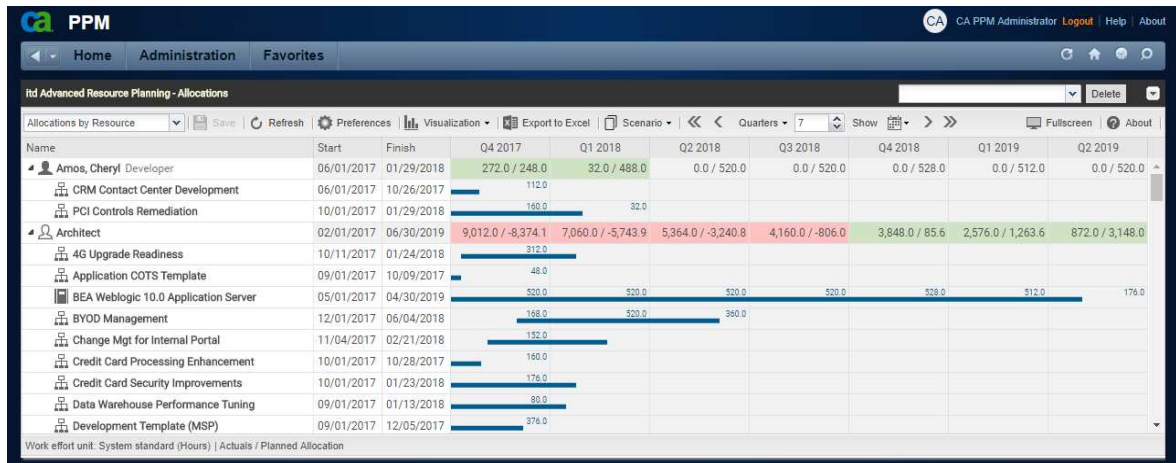 ca PPM
CA CA PPM Administrator Logout | Help | About
Home Administration Favorites
itd Advanced Resource Planning - Allocations Delete
Allocations by Resource Save Refresh Preferences Visualization Export to Excel Scenario Quarters 7 Show Fullscreen About
Name Start Finish Q4 2017 Q1 2018 Q2 2018 Q3 2018 Q4 2018 Q1 2019 Q2 2019
Amos, Cheryl Developer 06/01/2017 01/29/2018 272.0 / 248.0 32.0 / 488.0 0.0 / 520.0 0.0 / 520.0 0.0 / 528.0 0.0 / 512.0 0.0 / 520.0
CRM Contact Center Development 06/01/2017 10/26/2017 112.0
PCI Controls Remediation 10/01/2017 01/29/2018 160.0 32.0
Architect 02/01/2017 06/30/2019 9,012.0 / -8,374.1 7,060.0 / -5,743.9 5,364.0 / -3,240.8 4,160.0 / -806.0 3,848.0 / 85.6 2,576.0 / 1,263.6 872.0 / 3,148.0
4G Upgrade Readiness 10/11/2017 01/24/2018 312.0
Application COTS Template 09/01/2017 10/09/2017 48.0
BEA Weblogic 10.0 Application Server 05/01/2017 04/30/2019 520.0 520.0 520.0 520.0 528.0 512.0 176.0
BYOD Management 12/01/2017 06/04/2018 168.0 520.0 360.0
Change Mgt for Internal Portal 11/04/2017 02/21/2018 152.0
Credit Card Processing Enhancement 10/01/2017 10/28/2017 160.0
Credit Card Security Improvements 10/01/2017 01/23/2018 176.0
Data Warehouse Performance Tuning 09/01/2017 01/13/2018 80.0
Development Template (MSP) 09/01/2017 12/05/2017 376.0
Work effort unit: System standard (Hours) | Actuals / Planned Allocation